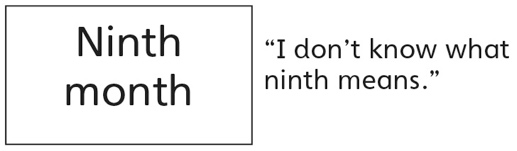 Ninth
month
“I don’t know what
ninth means.”